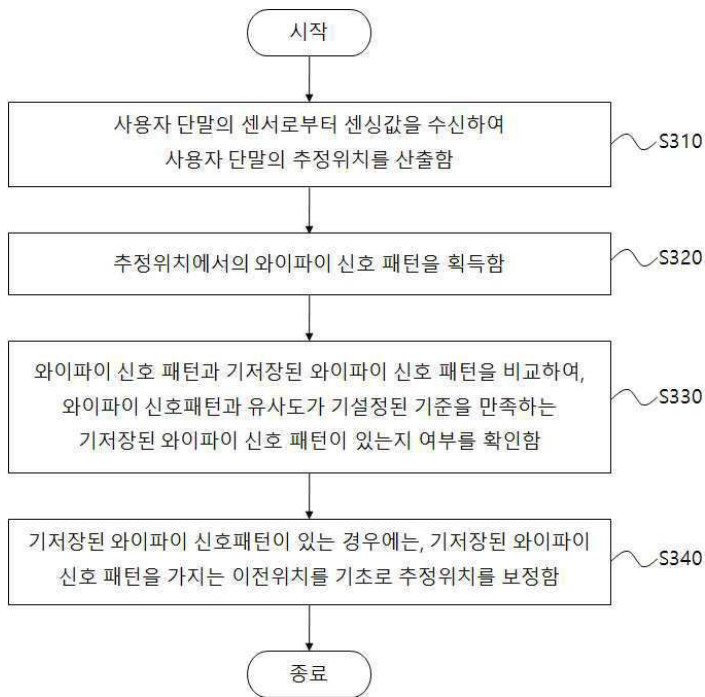 시작
사용자 단말의 센서로부터 센싱값을 수신하여
사용자 단말의 추정위치를 산출함
S310
추정위치에서의 와이파이 신호 패턴을 획득함
S320
와이파이 신호 패턴과 기저장된 와이파이 신호 패턴을 비교하여,
와이파이 신호패턴과 유사도가 기설정된 기준을 만족하는
기저장된 와이파이 신호 패턴이 있는지 여부를 확인함
S330
기저장된 와이파이 신호패턴이 있는 경우에는, 기저장된 와이파이
신호 패턴을 가지는 이전위치를 기초로 추정위치를 보정함
S340
종료